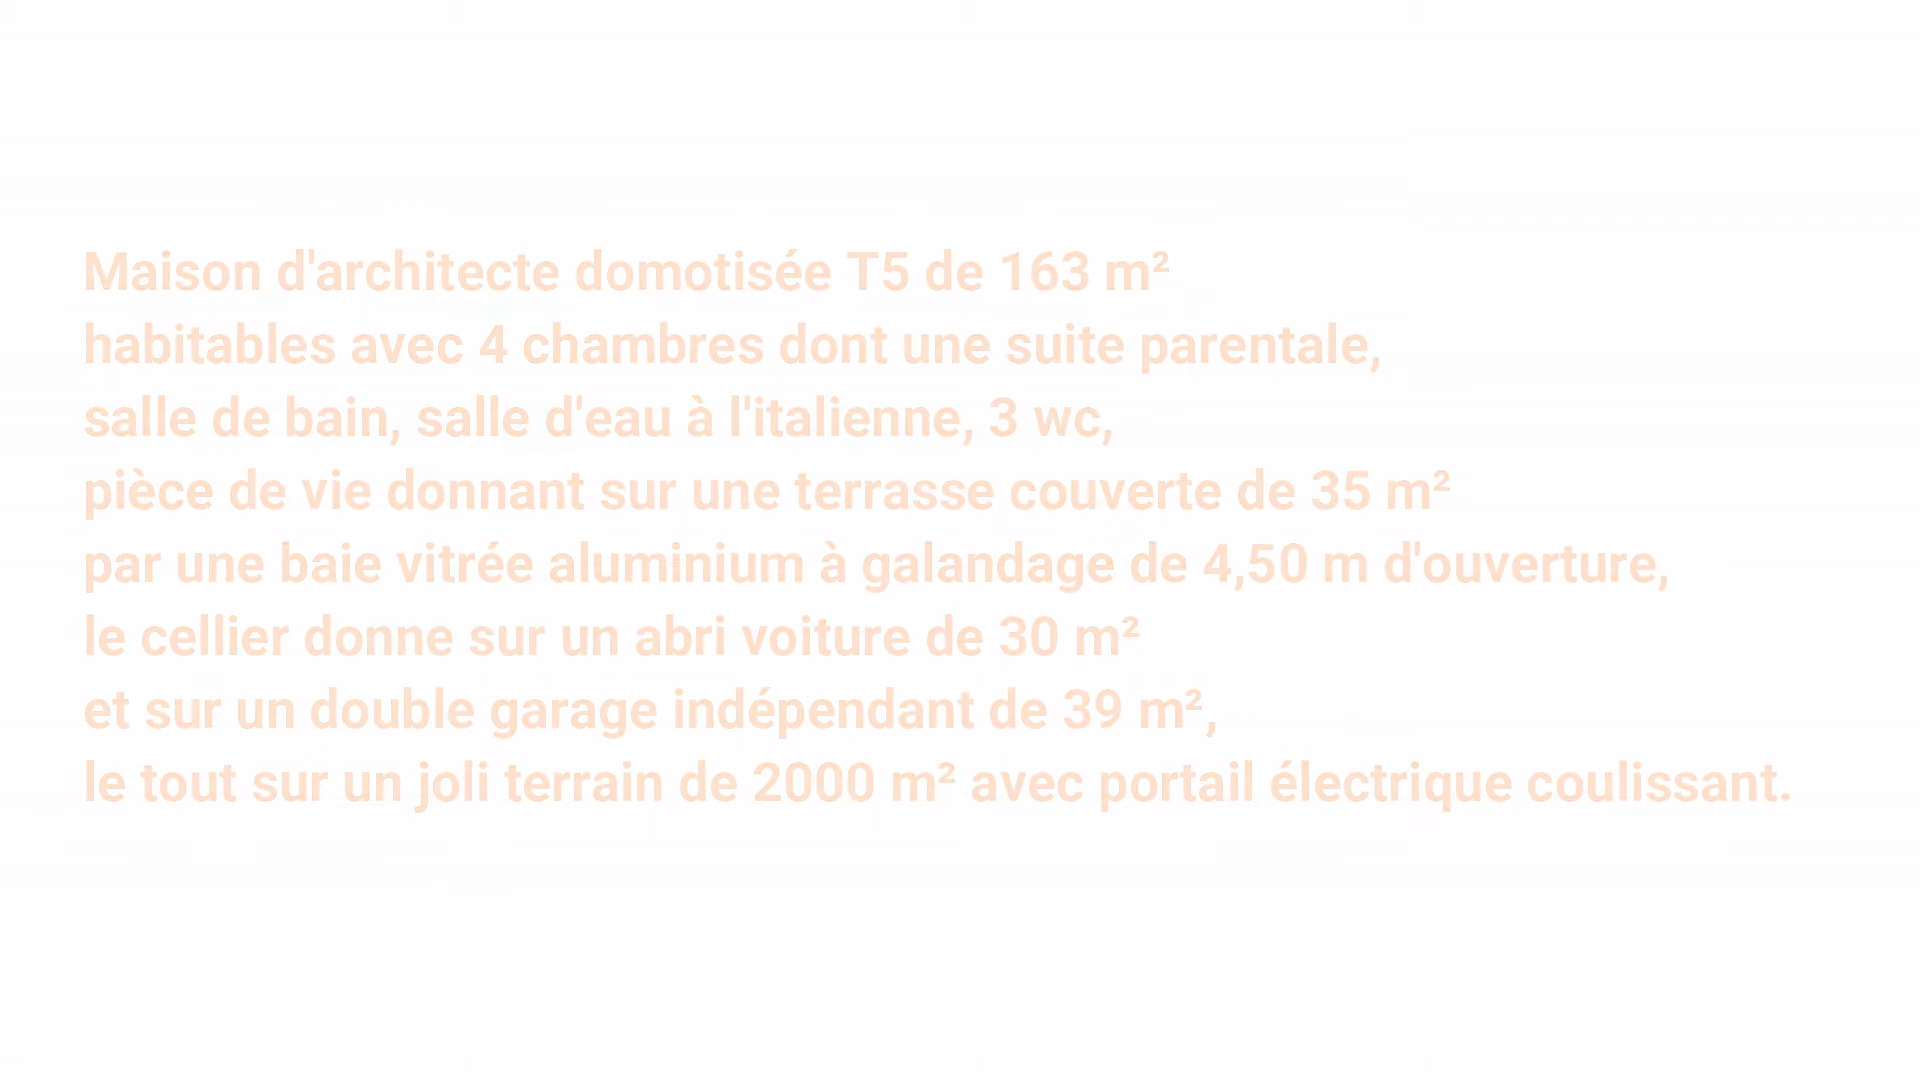 Maison d'architecte domotisée T5 de 163 m²
habitables avec 4 chambres dont une suite parentale,
salle de bain, salle d'eau à l'italienne, 3 wc,
pièce de vie donnant sur une terrasse couverte de 35 m²
par une baie vitrée aluminium à galandage de 4,50 m d'ouverture,
le cellier donne sur un abri voiture de 30 m²
et sur un double garage indépendant de 39 m²,
le tout sur un joli terrain de 2000 m² avec portail électrique coulissant.